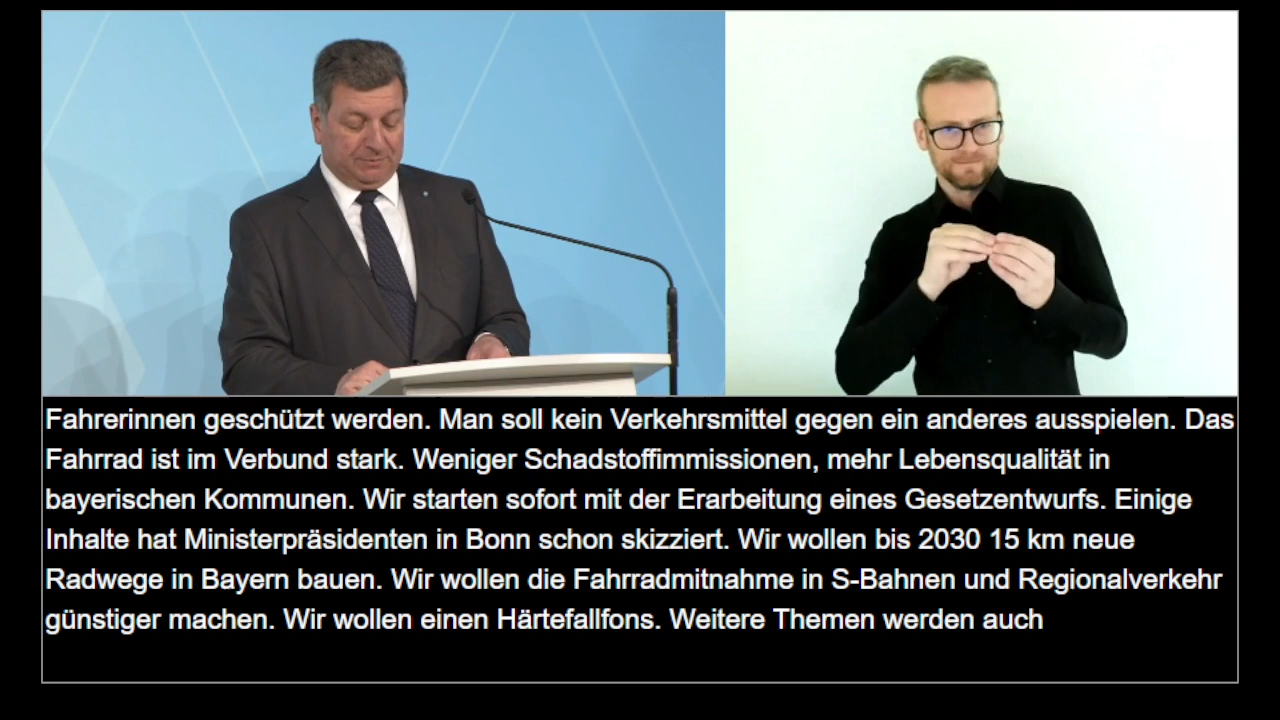 Fahrerinnen geschützt werden. Man soll kein Verkehrsmittel gegen ein anderes ausspielen. Das
Fahrrad ist im Verbund stark. Weniger Schadstoffimmissionen, mehr Lebensqualität in
bayerischen Kommunen. Wir starten sofort mit der Erarbeitung eines Gesetzentwurfs. Einige
Inhalte hat Ministerpräsidenten in Bonn schon skizziert. Wir wollen bis 2030 15 km neue
Radwege in Bayern bauen. Wir wollen die Fahrradmitnahme in S-Bahnen und Regionalverkehr
günstiger machen. Wir wollen einen Härtefallfons. Weitere Themen werden auch